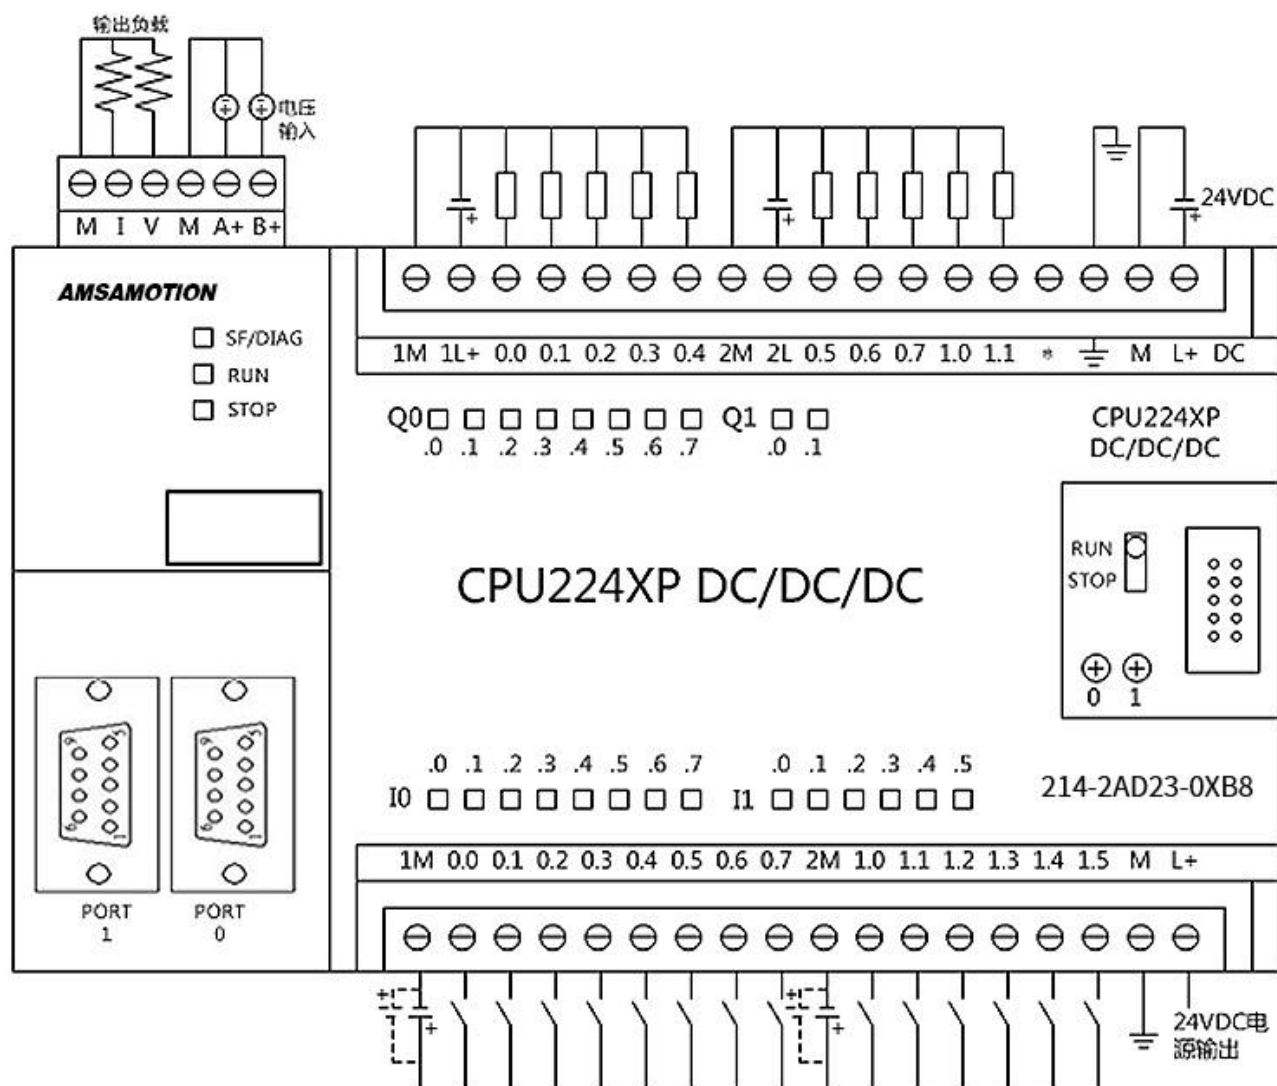 输出负载
电压
输入
M I V M A+ B+
24VDC
AMSAMOTION
SF/DIAG
RUN
STOP
1M 1L+ 0.0 0.1 0.2 0.3 0.4 2M 2L 0.5 0.6 0.7 1.0 1.1 * M L+ DC
Q0 Q1
.0 .1 .2 .3 .4 .5 .6 .7 .0 .1
CPU224XP
DC/DC/DC
CPU224XP DC/DC/DC
RUN
STOP
0 1
.0 .1 .2 .3 .4 .5 .6 .7 .0 .1 .2 .3 .4 .5
I0 I1
214-2AD23-0XB8
1M 0.0 0.1 0.2 0.3 0.4 0.5 0.6 0.7 2M 1.0 1.1 1.2 1.3 1.4 1.5 M L+
PORT
1
PORT
0
24VDC电
源输出